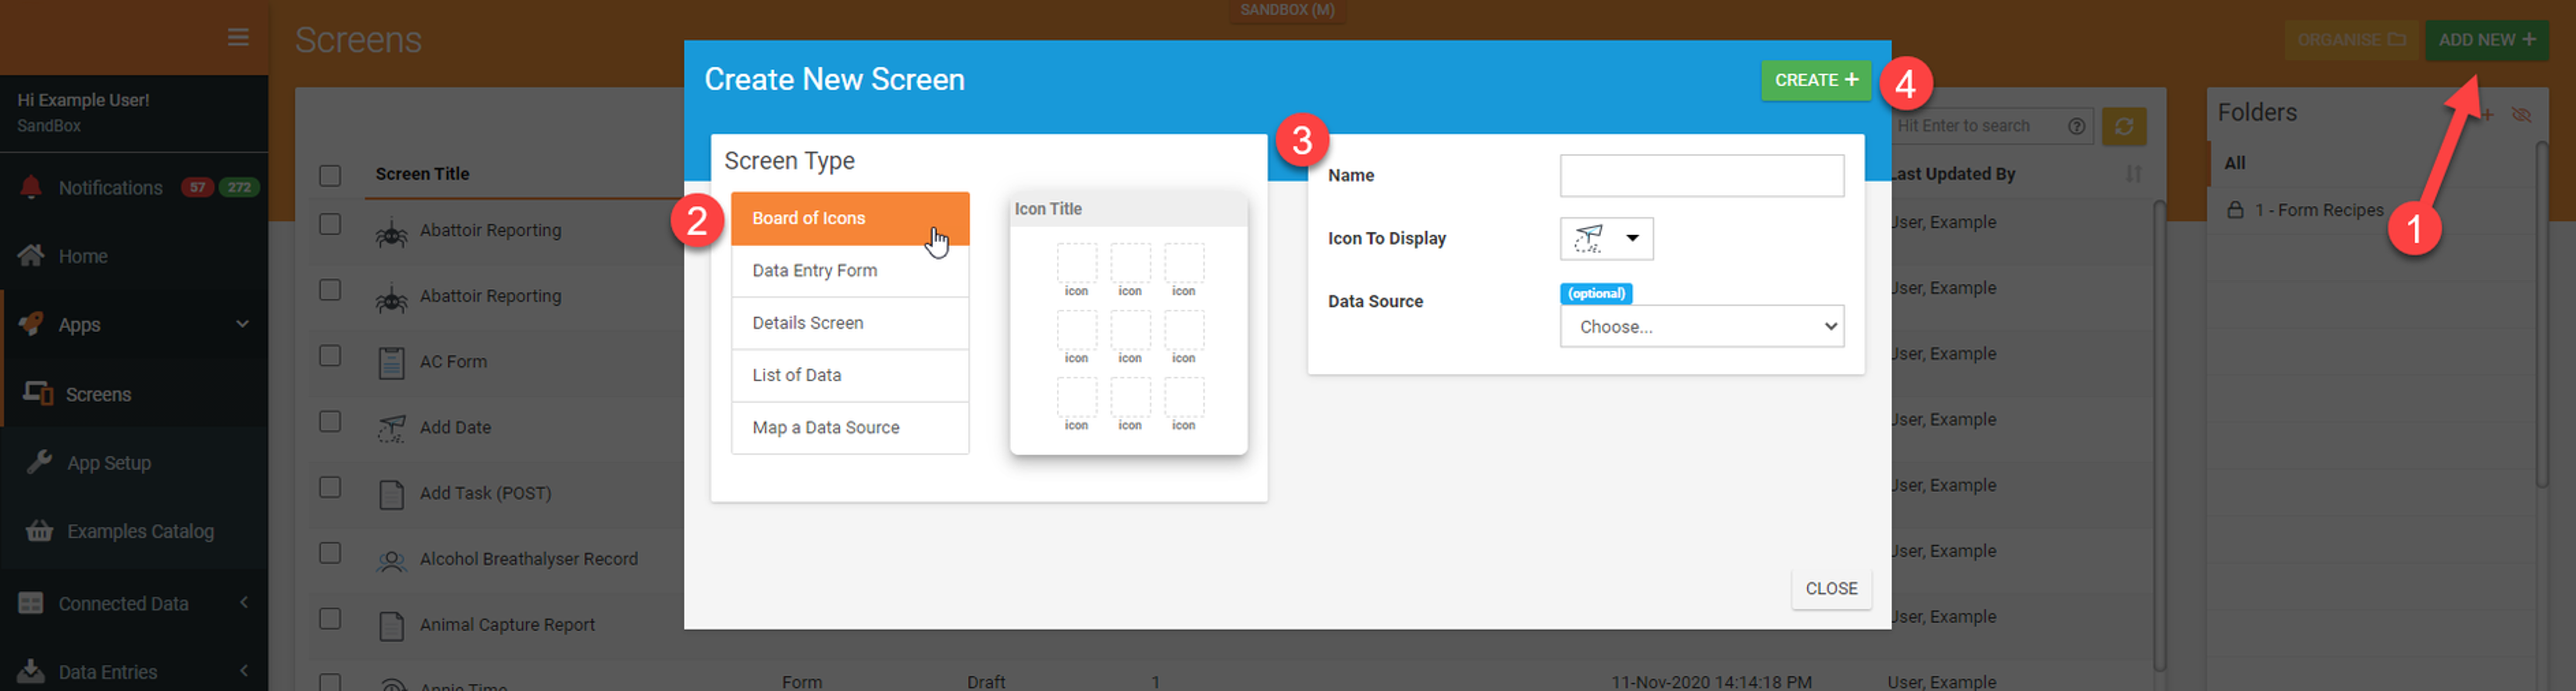 SANDBOX (M)
Screens
ORGANISE
ADD NEW +
Hi Example User!
SandBox
Notifications 57 272
Home
Apps
Screens
App Setup
Examples Catalog
Connected Data
Data Entries
Screen Title
Abattoir Reporting
Abattoir Reporting
AC Form
Add Date
Add Task (POST)
Alcohol Breathalyser Record
Animal Capture Report
Form Draft 1 11-Nov-2020 14:14:18 PM User, Example
Create New Screen
CREATE +
4
Screen Type
2
Board of Icons
Data Entry Form
Details Screen
List of Data
Map a Data Source
Icon Title
icon icon icon
icon icon icon
icon icon icon
3
Name
Icon To Display
Data Source
(optional)
Choose...
CLOSE
Hit Enter to search
Last Updated By
User, Example
User, Example
User, Example
User, Example
User, Example
User, Example
User, Example
Folders
All
1 - Form Recipes
1